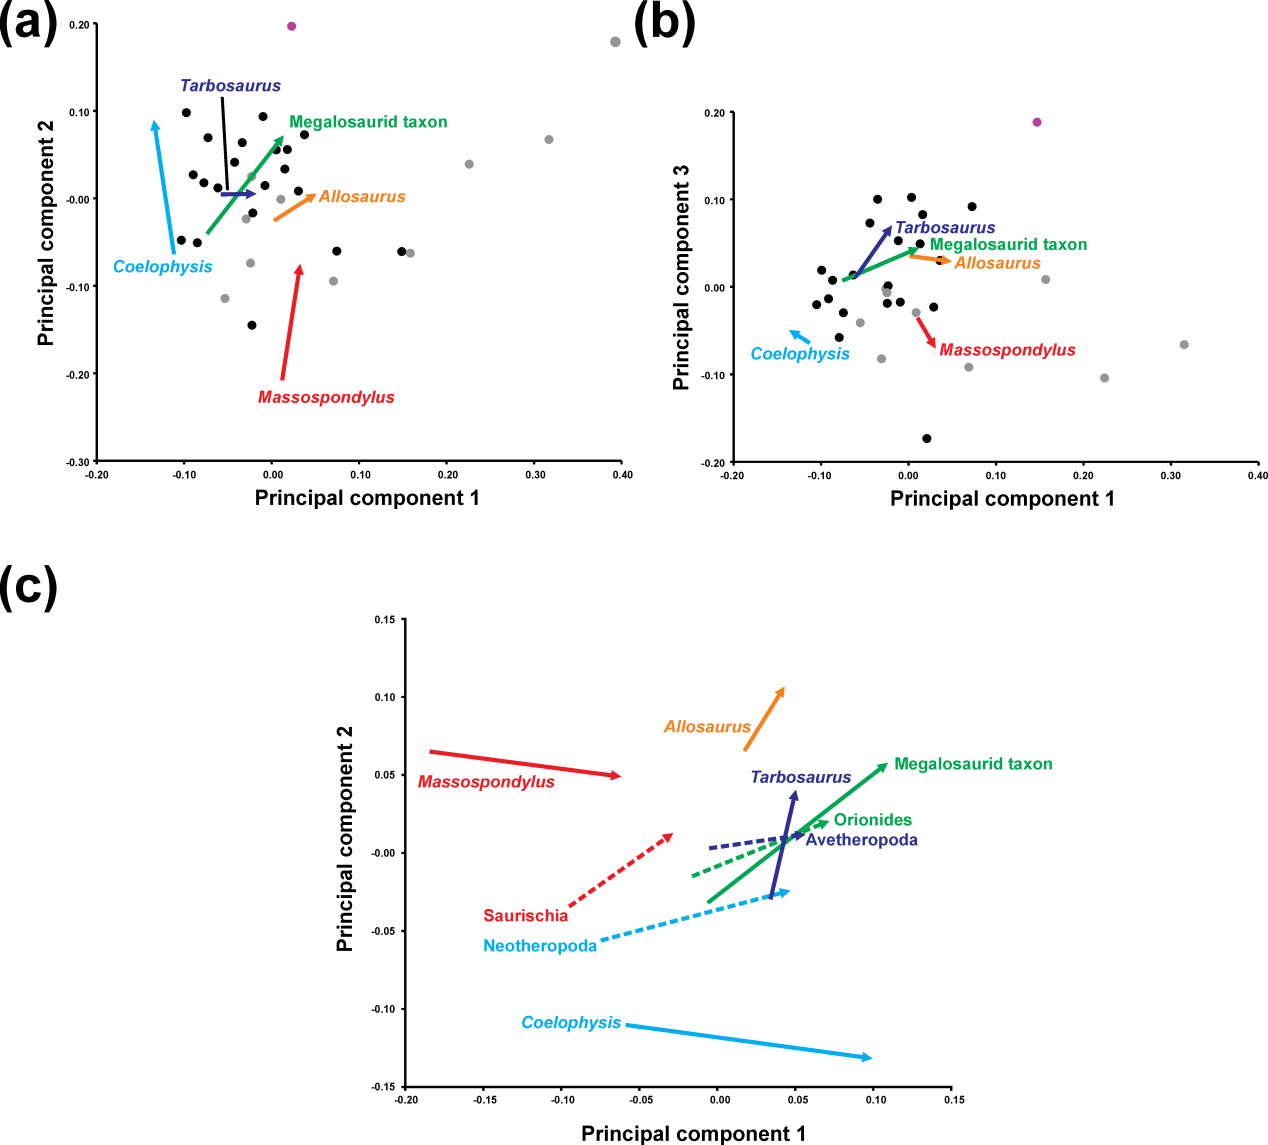 (a)
0.20
0.10
-0.00
-0.10
-0.20
-0.30
Principal component 2
Tarbosaurus
Megalosaurid taxon
Allosaurus
Coelophysis
Massospondylus
-0.20
-0.10
0.00
0.10
0.20
0.30
0.40
Principal component 1
(b)
0.20
0.10
0.00
-0.10
-0.20
Principal component 3
Tarbosaurus
Megalosaurid taxon
Allosaurus
Coelophysis
Massospondylus
-0.20
-0.10
0.00
0.10
0.20
0.30
0.40
Principal component 1
(c)
0.15
0.10
0.05
-0.00
-0.05
-0.10
-0.15
Principal component 2
Allosaurus
Massospondylus
Tarbosaurus
Megalosaurid taxon
Orionides
Avetheropoda
Saurischia
Neotheropoda
Coelophysis
-0.20
-0.15
-0.10
-0.05
0.00
0.05
0.10
0.15
Principal component 1